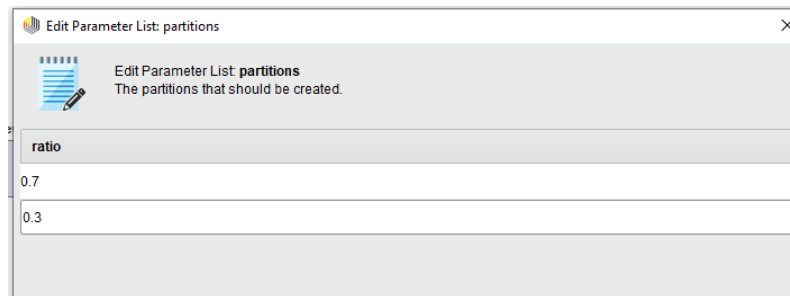 Edit Parameter List: partitions
Edit Parameter List: partitions
The partitions that should be created.
ratio
0.7
0.3